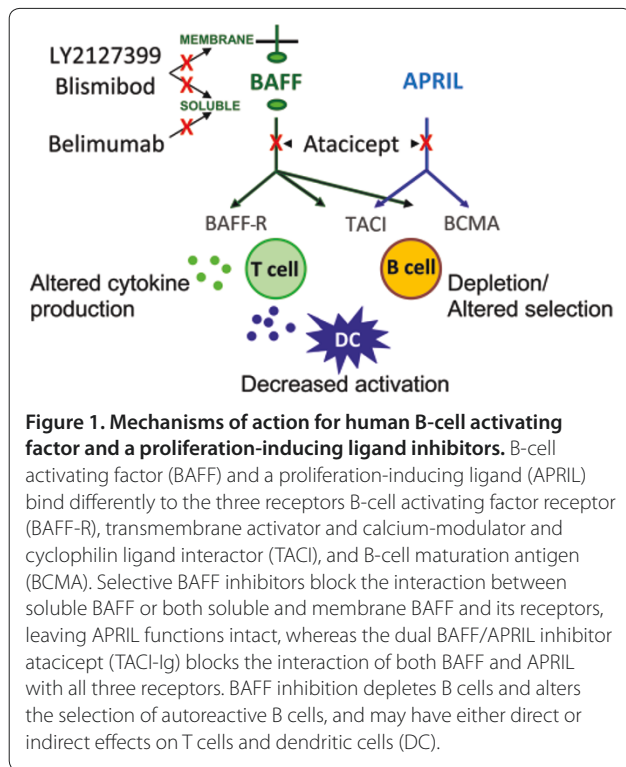 MEMBRANE
LY2127399
Blismibod
BAFF
APRIL
SOLUBLE
Belimumab
Atacicept
BAFF-R
TACI
BCMA
T cell
B cell
Altered cytokine
production
Depletion/
Altered selection
DC
Decreased activation
Figure 1. Mechanisms of action for human B-cell activating
factor and a proliferation-inducing ligand inhibitors. B-cell
activating factor (BAFF) and a proliferation-inducing ligand (APRIL)
bind differently to the three receptors B-cell activating factor receptor
(BAFF-R), transmembrane activator and calcium-modulator and
cyclophilin ligand interactor (TACI), and B-cell maturation antigen
(BCMA). Selective BAFF inhibitors block the interaction between
soluble BAFF or both soluble and membrane BAFF and its receptors,
leaving APRIL functions intact, whereas the dual BAFF/APRIL inhibitor
atacicept (TACI-Ig) blocks the interaction of both BAFF and APRIL
with all three receptors. BAFF inhibition depletes B cells and alters
the selection of autoreactive B cells, and may have either direct or
indirect effects on T cells and dendritic cells (DC).